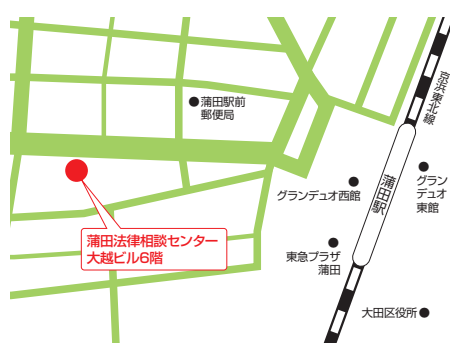 京浜東北線
蒲田駅前
郵便局
蒲田駅
グラン
デュオ
東館
グランデュオ西館
蒲田法律相談センター
大越ビル6階
東急プラザ
蒲田
大田区役所